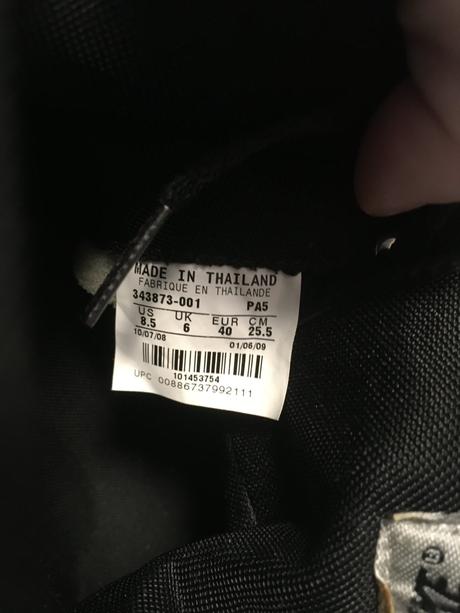 MADE IN THAILAND
FABRIQUE EN THAILANDE
343873-001 PA5
US UK EUR CM
8.5 6 40 25.5
10/07/08 01/06/09
101453754
UPC 00886737992111